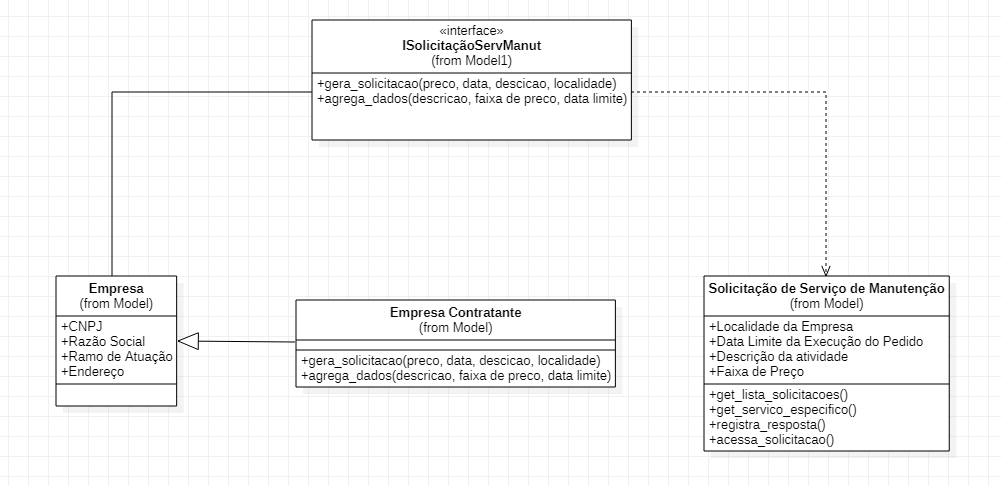 «interface»
ISolicitaçãoServManut
(from Model1)
+gera_solicitacao(preco, data, descicao, localidade)
+agrega_dados(descricao, faixa de preco, data limite)
Empresa
(from Model)
+CNPJ
+Razão Social
+Ramo de Atuação
+Endereço
Empresa Contratante
(from Model)
+gera_solicitacao(preco, data, descicao, localidade)
+agrega_dados(descricao, faixa de preco, data limite)
Solicitação de Serviço de Manutenção
(from Model)
+Localidade da Empresa
+Data Limite da Execução do Pedido
+Descrição da atividade
+Faixa de Preço
+get_lista_solicitacoes()
+get_servico_especifico()
+registra_resposta()
+acessa_solicitacao()